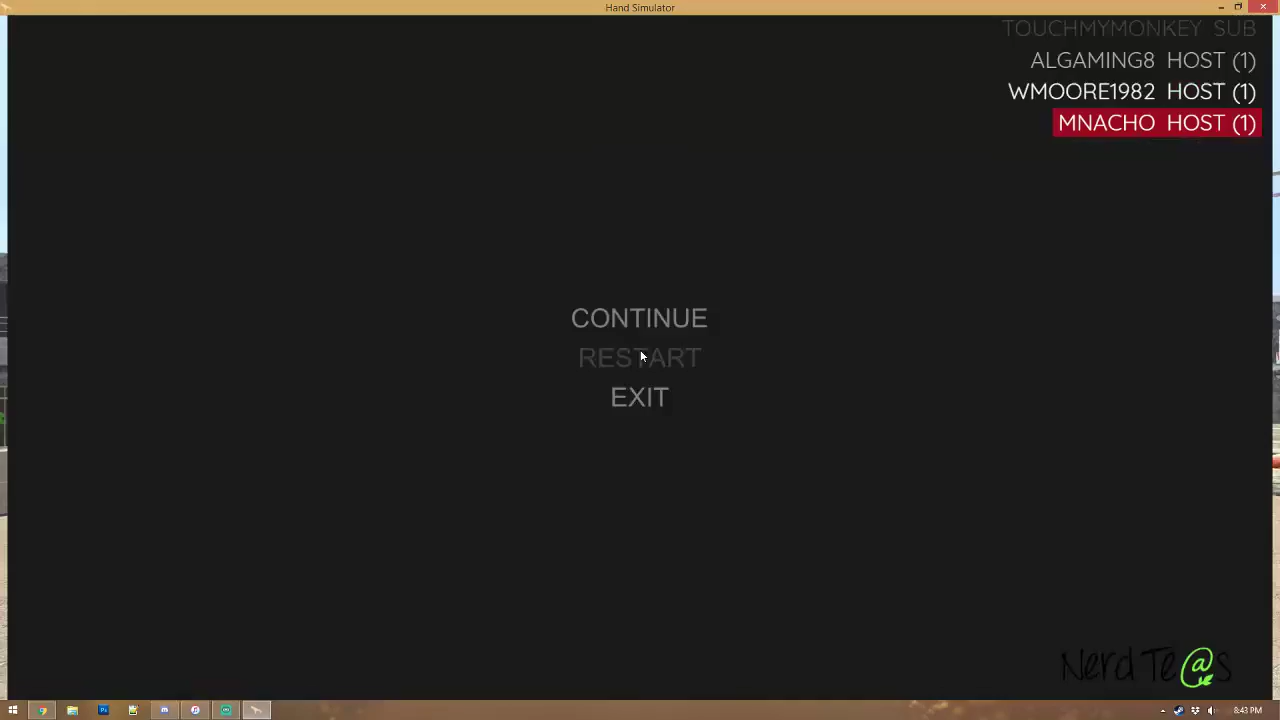 Hand Simulator
TOUCHMYMONKEY SUB
ALGAMING8 HOST (1)
WMOORE1982 HOST (1)
MNACHO HOST (1)
CONTINUE
RESTART
EXIT
Nerd Te@s
8:43 PM